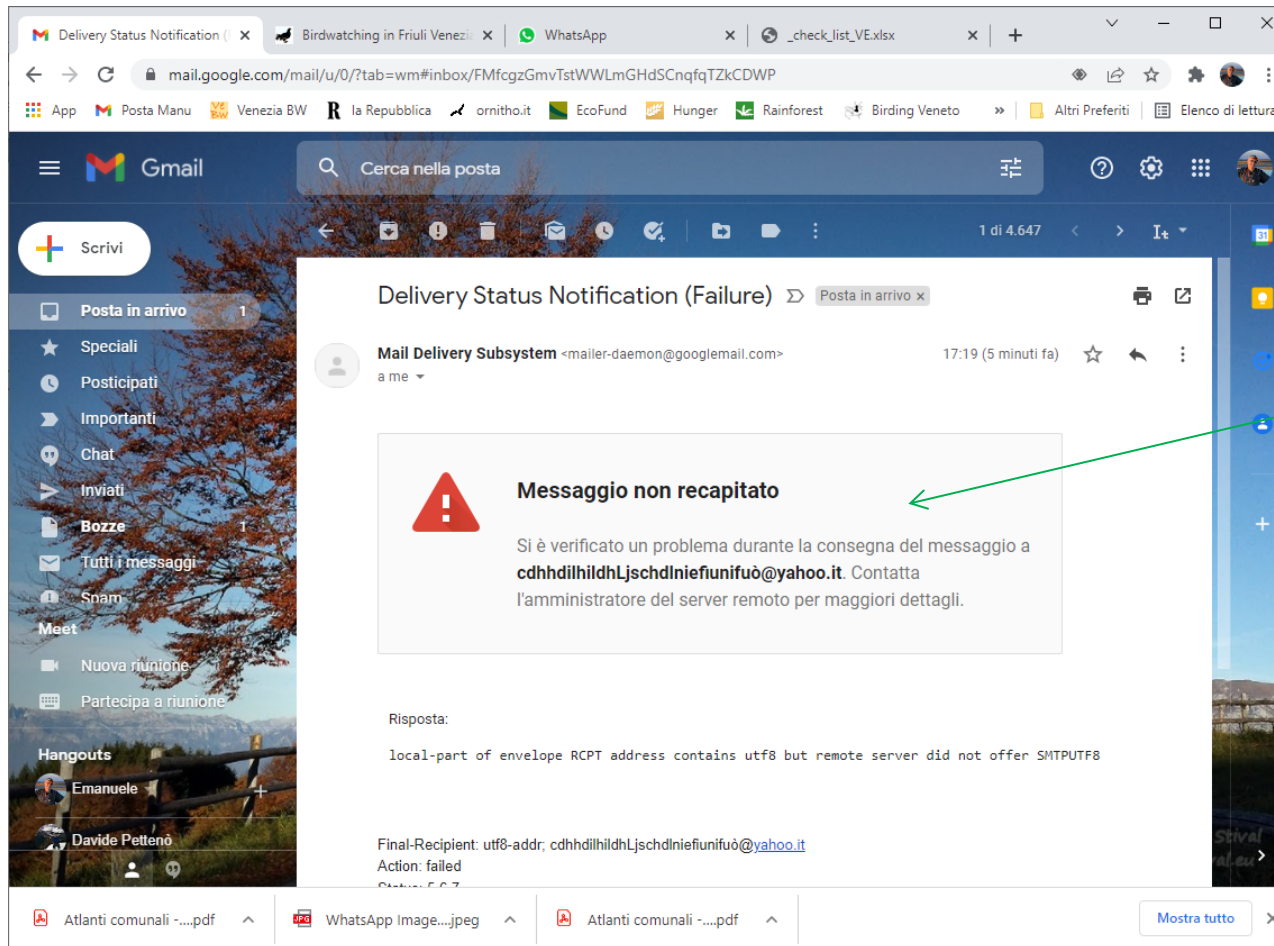 Delivery Status Notification (
Birdwatching in Friuli Venezi
WhatsApp
_check_list_VE.xlsx
mail.google.com/mail/u/0/?tab=wm#inbox/FMfcgzGmvTstWWLmGHdSCnqfqTZkCDWP
App
Posta Manu
Venezia BW
la Repubblica
ornitho.it
EcoFund
Hunger
Rainforest
Birding Veneto
»
Altri Preferiti
Elenco di lettura
Gmail
Cerca nella posta
Scrivi
1 di 4.647
Posta in arrivo 1
Speciali
Posticipati
Importanti
Chat
Inviati
Bozze 1
Tutti i messaggi
Spam
Meet
Nuova riunione
Partecipa a riunione
Hangouts
Emanuele
Davide Pettenò
Delivery Status Notification (Failure)
Posta in arrivo x
Mail Delivery Subsystem <mailer-daemon@googlemail.com>
17:19 (5 minuti fa)
a me
Messaggio non recapitato
Si è verificato un problema durante la consegna del messaggio a
cdhhdilhildhLjschdlniefiunifuò@yahoo.it. Contatta
l'amministratore del server remoto per maggiori dettagli.
Risposta:
local-part of envelope RCPT address contains utf8 but remote server did not offer SMTPUTF8
Final-Recipient: utf8-addr; cdhhdilhildhLjschdlniefiunifuò@yahoo.it
Action: failed
Status: 5.6.7
31
Stival
Atlanti comunali -....pdf
WhatsApp Image....jpeg
Atlanti comunali -....pdf
Mostra tutto